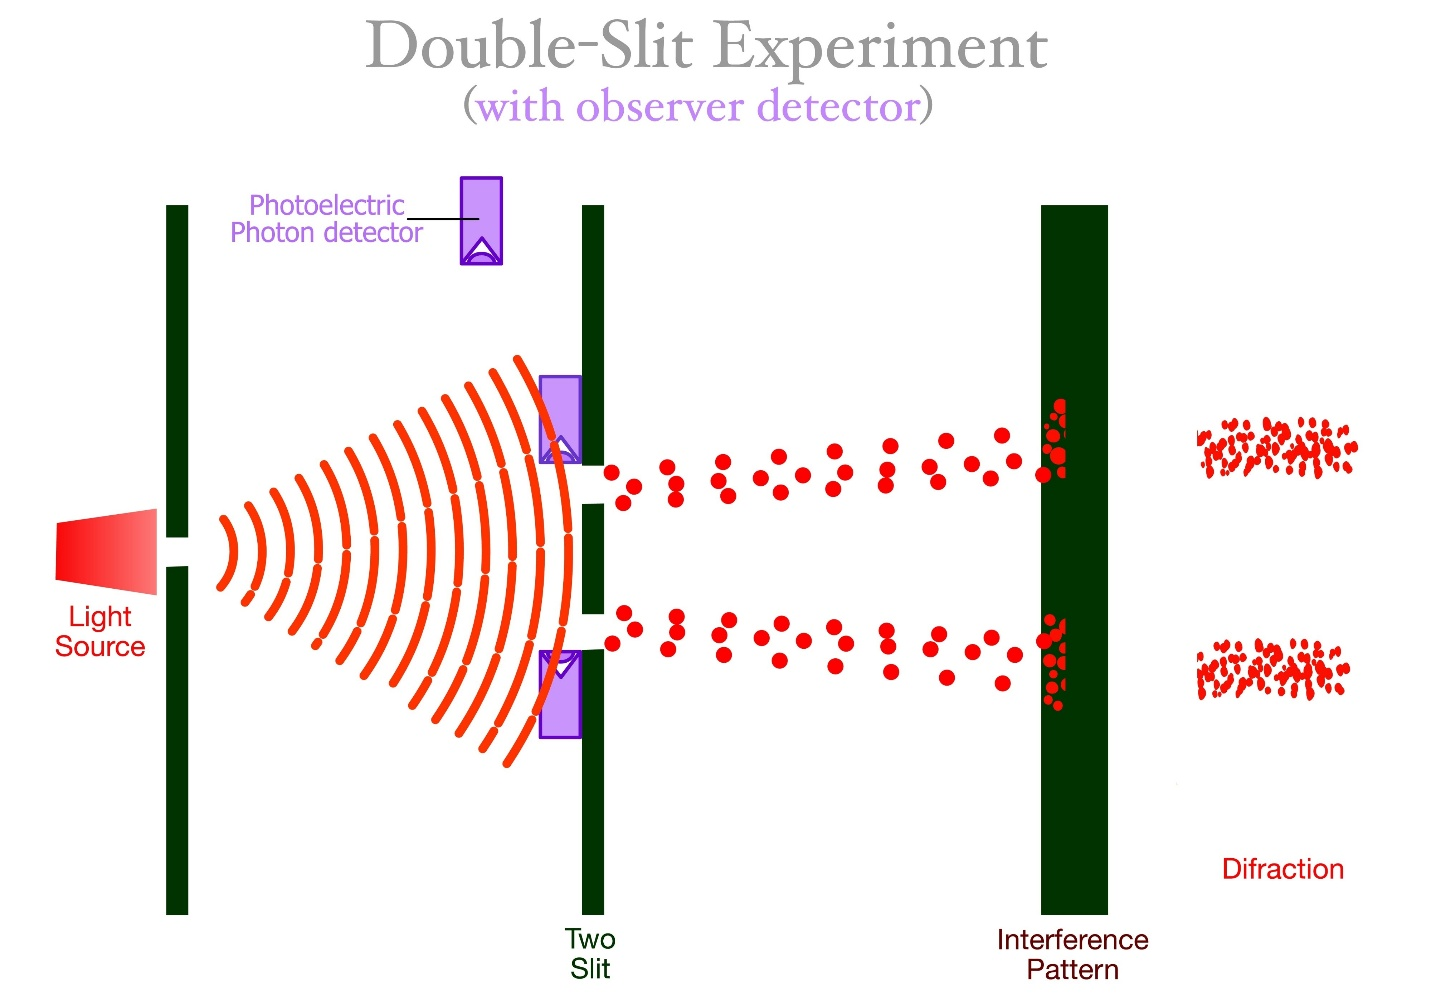 Double-Slit Experiment
(with observer detector)
Photoelectric
Photon detector
Light
Source
Difraction
Two
Slit
Interference
Pattern